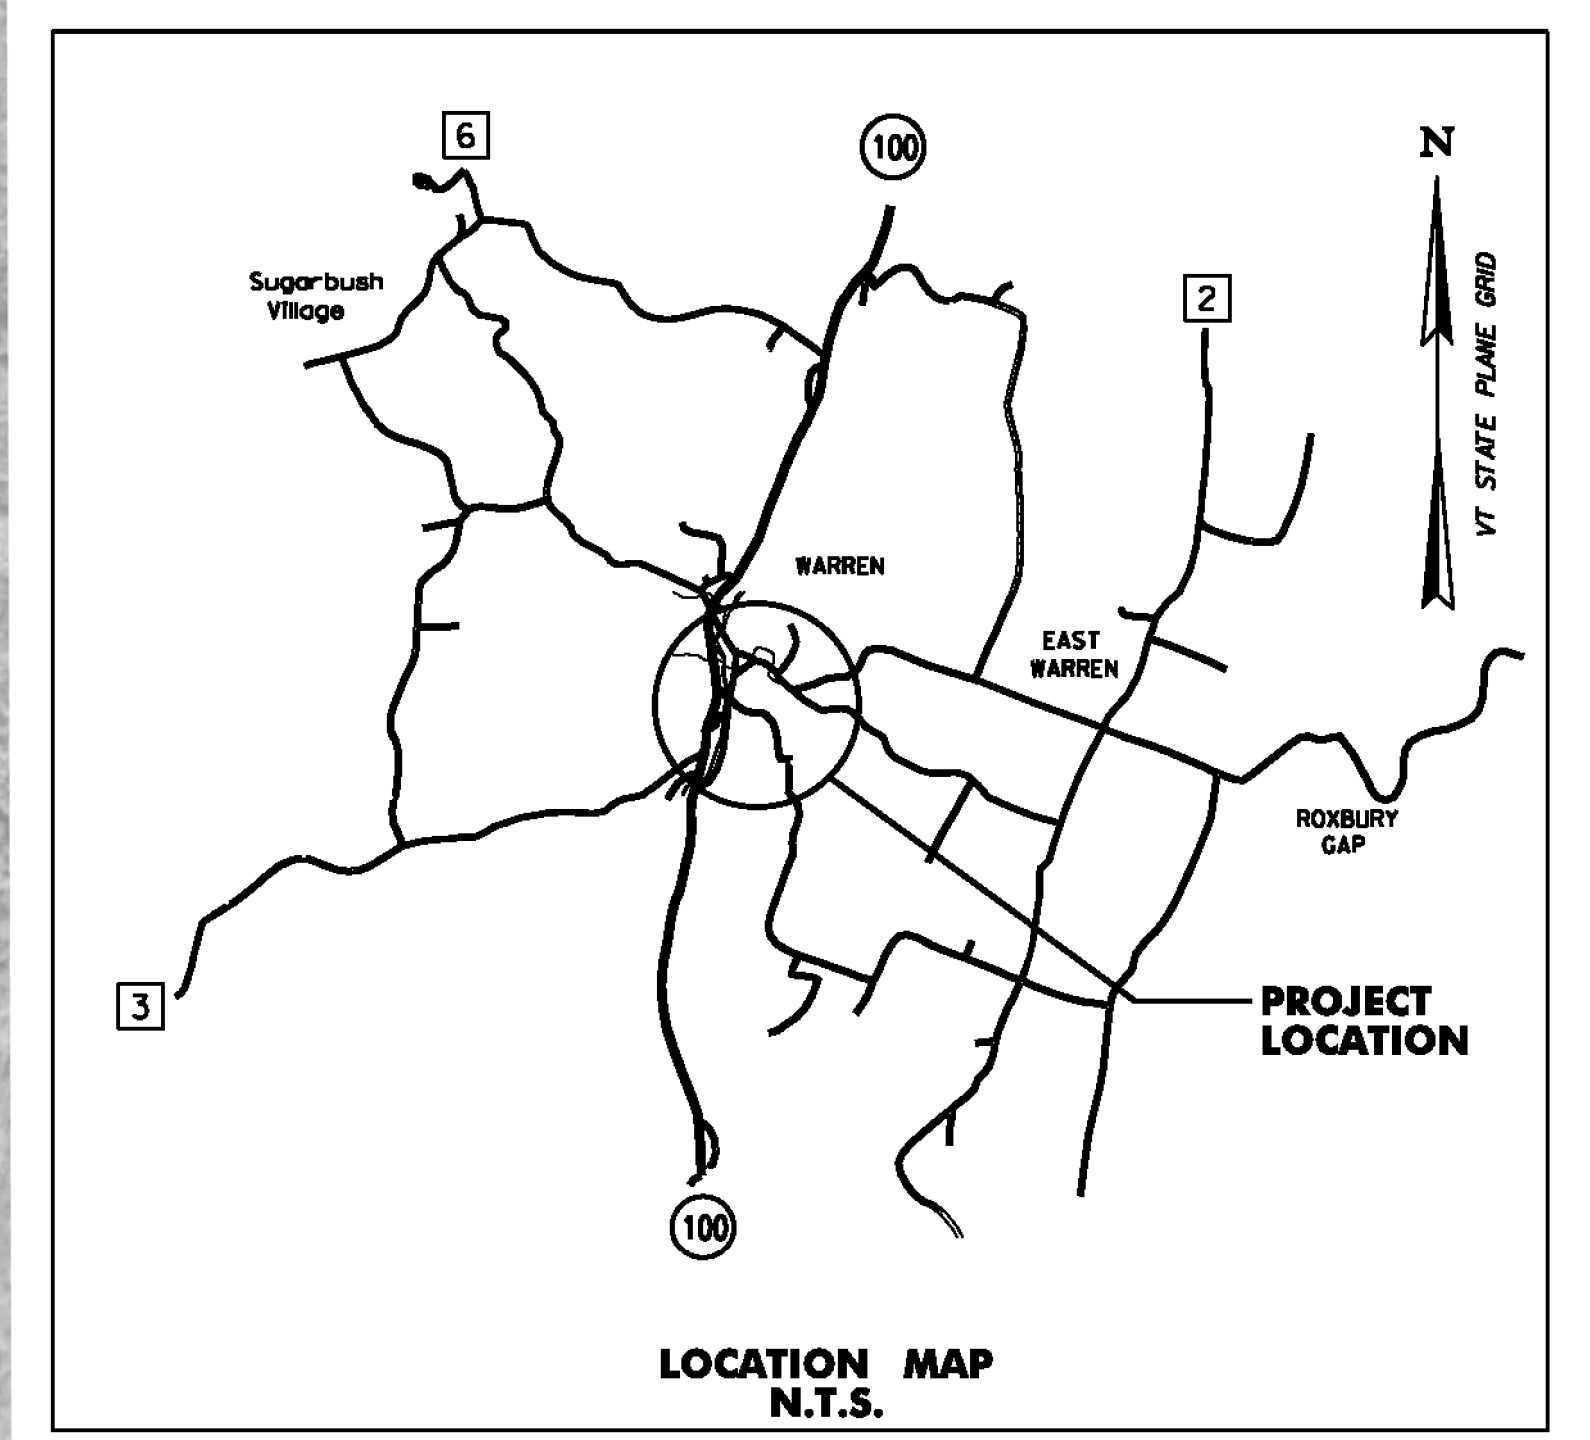 6
100
N
Sugarbush
Village
2
VT STATE PLANE GRID
WARREN
EAST
WARREN
ROXBURY
GAP
3
PROJECT
LOCATION
100
LOCATION MAP
N.T.S.